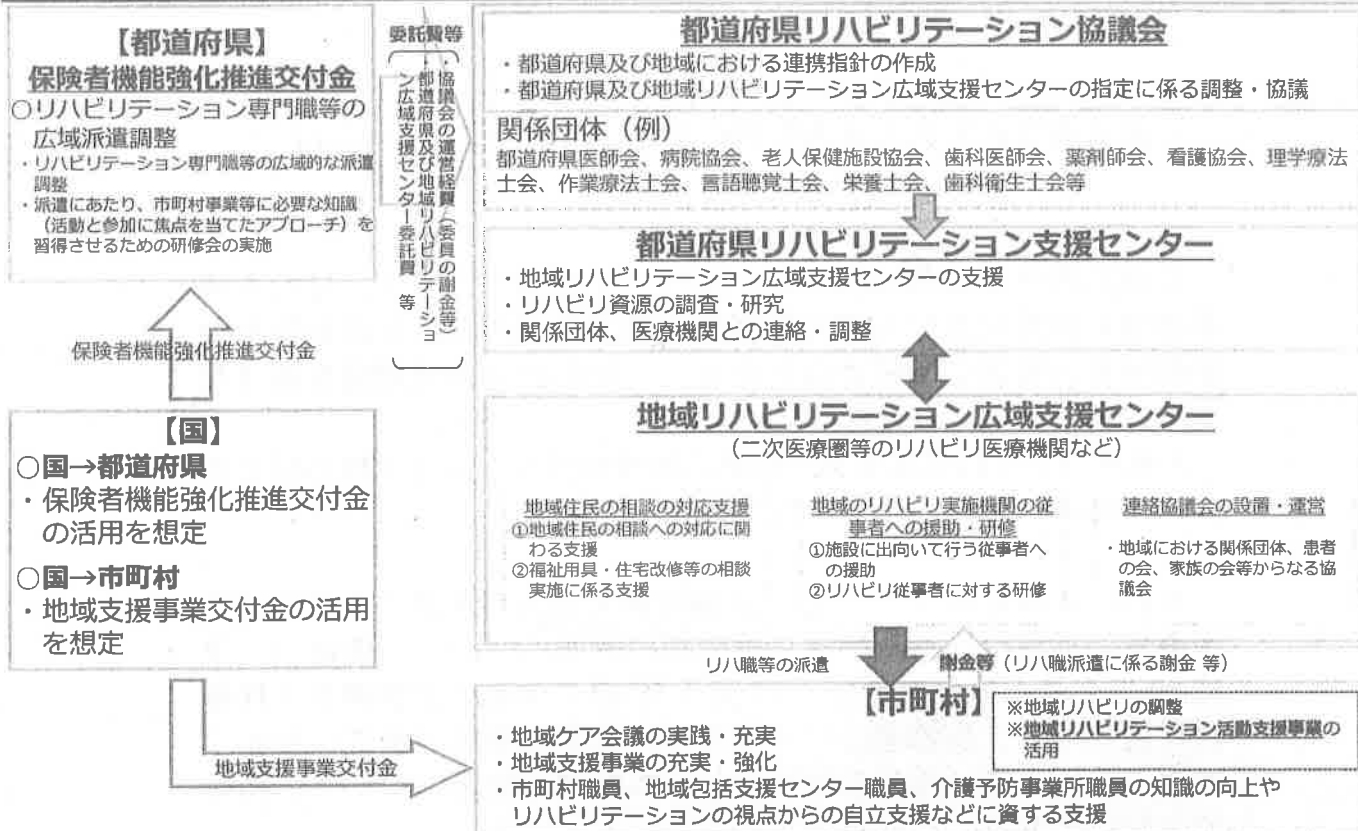 【都道府県】
保険者機能強化推進交付金
○リハビリテーション専門職等の
広域派遣調整
・リハビリテーション専門職等の広域的な派遣
調整
・派遣にあたり、市町村事業等に必要な知識
（活動と参加に焦点を当てたアプローチ）を
習得させるための研修会の実施
保険者機能強化推進交付金
【国】
○国→都道府県
・保険者機能強化推進交付金
の活用を想定
○国→市町村
・地域支援事業交付金の活用
を想定
地域支援事業交付金
委託費等
・協議会の運営経費（委員の謝金等）
・都道府県及び地域リハビリテーショ
ン広域支援センター委託費　等
都道府県リハビリテーション協議会
・都道府県及び地域における連携指針の作成
・都道府県及び地域リハビリテーション広域支援センターの指定に係る調整・協議
関係団体（例）
都道府県医師会、病院協会、老人保健施設協会、歯科医師会、薬剤師会、看護協会、理学療法
士会、作業療法士会、言語聴覚士会、栄養士会、歯科衛生士会等
都道府県リハビリテーション支援センター
・地域リハビリテーション広域支援センターの支援
・リハビリ資源の調査・研究
・関係団体、医療機関との連絡・調整
地域リハビリテーション広域支援センター
（二次医療圏等のリハビリ医療機関など）
地域住民の相談の対応支援
①地域住民の相談への対応に関
わる支援
②福祉用具・住宅改修等の相談
実施に係る支援
地域のリハビリ実施機関の従
事者への援助・研修
①施設に出向いて行う従事者へ
の援助
②リハビリ従事者に対する研修
連絡協議会の設置・運営
・地域における関係団体、患者
の会、家族の会等からなる協
議会
リハ職等の派遣
謝金等（リハ職派遣に係る謝金 等）
【市町村】
※地域リハビリの調整
※地域リハビリテーション活動支援事業の
活用
・地域ケア会議の実践・充実
・地域支援事業の充実・強化
・市町村職員、地域包括支援センター職員、介護予防事業所職員の知識の向上や
リハビリテーションの視点からの自立支援などに資する支援